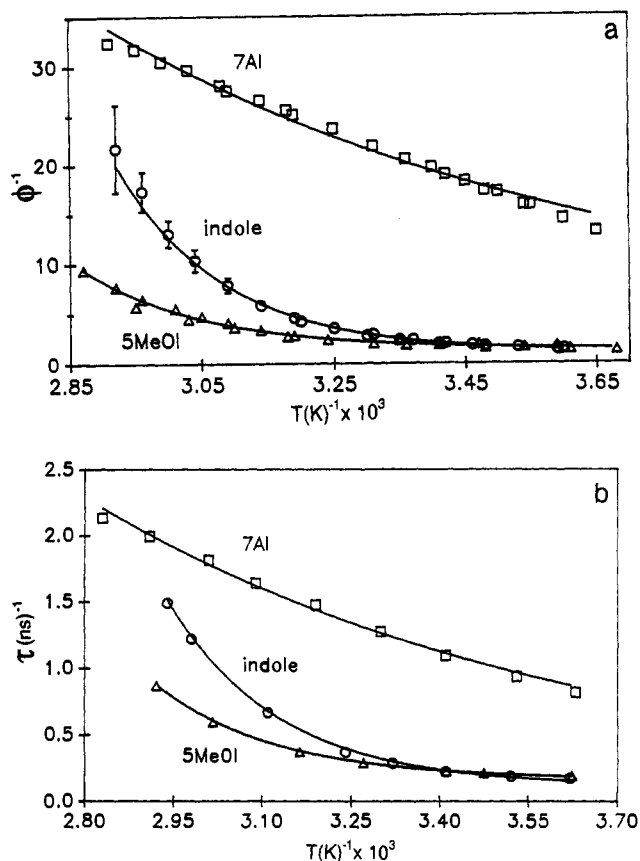 a
30
20
10
0
ϕ⁻¹
7AI
indole
5MeOI
2.85 3.05 3.25 3.45 3.65
T(K)⁻¹ x 10³
b
2.5
2.0
1.5
1.0
0.5
0.0
τ(ns)⁻¹
7AI
indole
5MeOI
2.80 2.95 3.10 3.25 3.40 3.55 3.70
T(K)⁻¹ x 10³